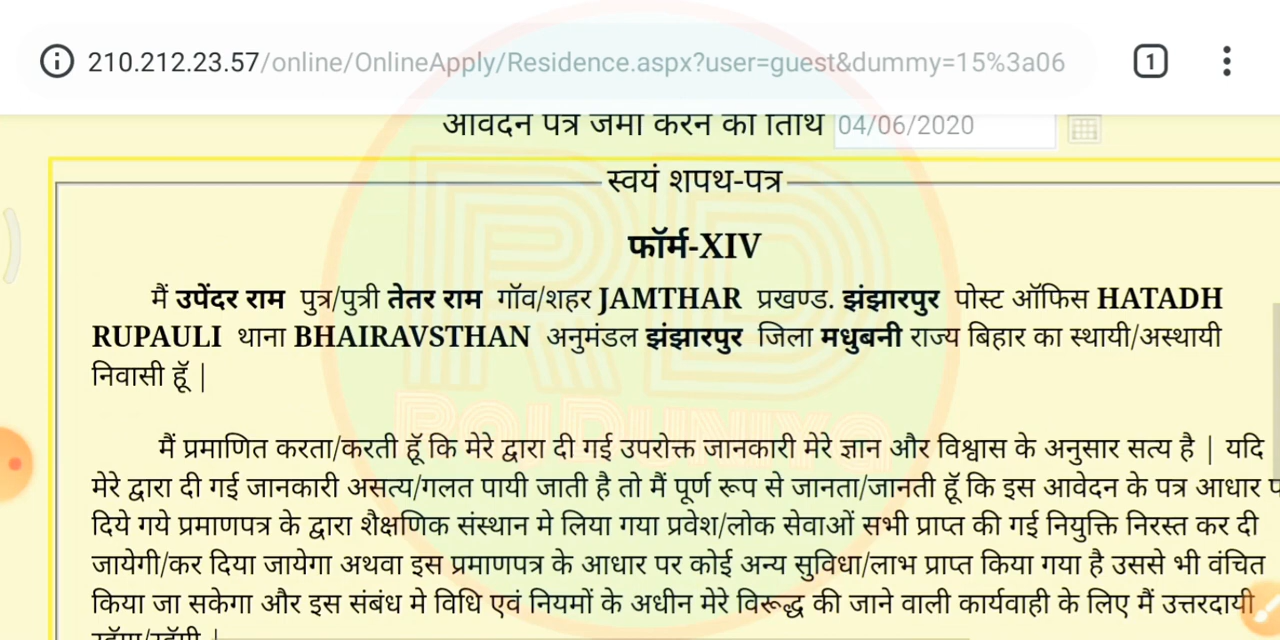 210.212.23.57/online/OnlineApply/Residence.aspx?user=guest&dummy=15%3a06
1
आवेदन पत्र जमा करने की तिथि 04/06/2020
स्वयं शपथ-पत्र
फॉर्म-XIV
मैं उपेंदर राम पुत्र/पुत्री तेतर राम गॉव/शहर JAMTHAR प्रखण्ड. झंझारपुर पोस्ट ऑफिस HATADH
RUPAULI थाना BHAIRAVSTHAN अनुमंडल झंझारपुर जिला मधुबनी राज्य बिहार का स्थायी/अस्थायी
निवासी हूॅं |
मैं प्रमाणित करता/करती हूॅं कि मेरे द्वारा दी गई उपरोक्त जानकारी मेरे ज्ञान और विश्वास के अनुसार सत्य है | यदि
मेरे द्वारा दी गई जानकारी असत्य/गलत पायी जाती है तो मैं पूर्ण रूप से जानता/जानती हूॅं कि इस आवेदन के पत्र आधार
दिये गये प्रमाणपत्र के द्वारा शैक्षणिक संस्थान मे लिया गया प्रवेश/लोक सेवाओं सभी प्राप्त की गई नियुक्ति निरस्त कर दी
जायेगी/कर दिया जायेगा अथवा इस प्रमाणपत्र के आधार पर कोई अन्य सुविधा/लाभ प्राप्त किया गया है उससे भी वंचित
किया जा सकेगा और इस संबंध मे विधि एवं नियमों के अधीन मेरे विरूद्ध की जाने वाली कार्यवाही के लिए मैं उत्तरदायी
RD
RAJDUNIYA